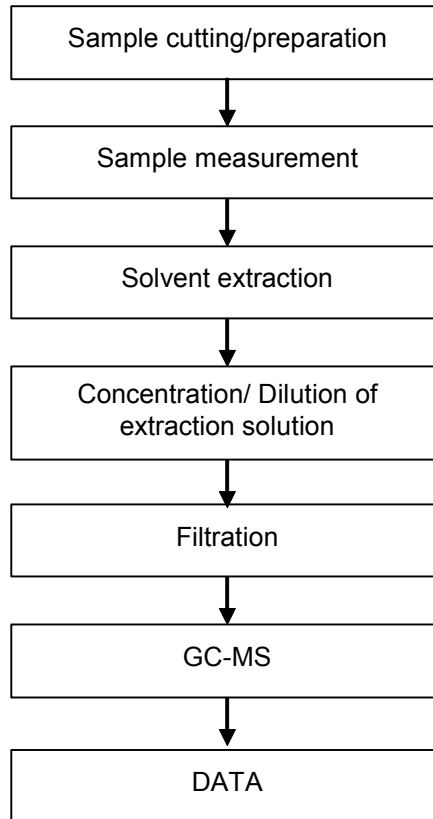 Sample cutting/preparation
Sample measurement
Solvent extraction
Concentration/ Dilution of
extraction solution
Filtration
GC-MS
DATA